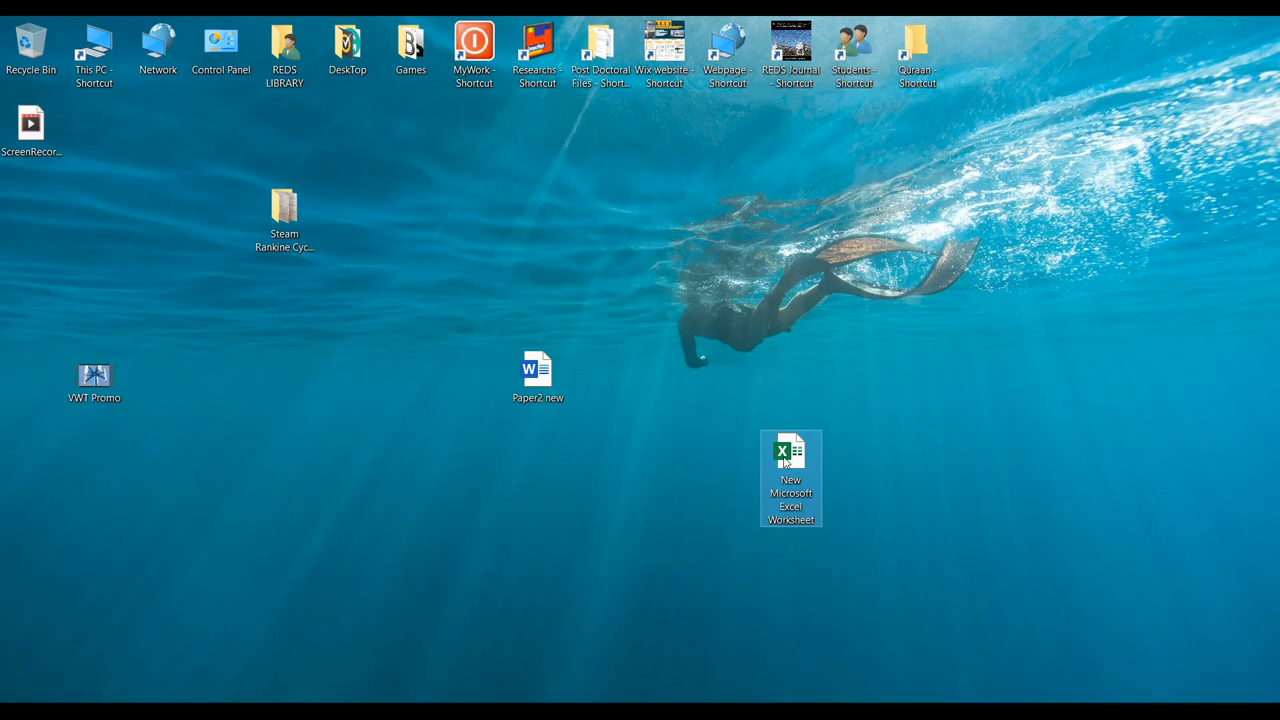 Recycle Bin
This PC -
Shortcut
Network
Control Panel
REDS
LIBRARY
DeskTop
Games
MyWork -
Shortcut
Researchs -
Shortcut
Post Doctoral
Files - Short...
Wix website -
Shortcut
Webpage -
Shortcut
REDS Journal
- Shortcut
Students -
Shortcut
Quraan -
Shortcut
ScreenRecor...
Steam
Rankine Cyc...
VWT Promo
Paper2 new
New
Microsoft
Excel
Worksheet